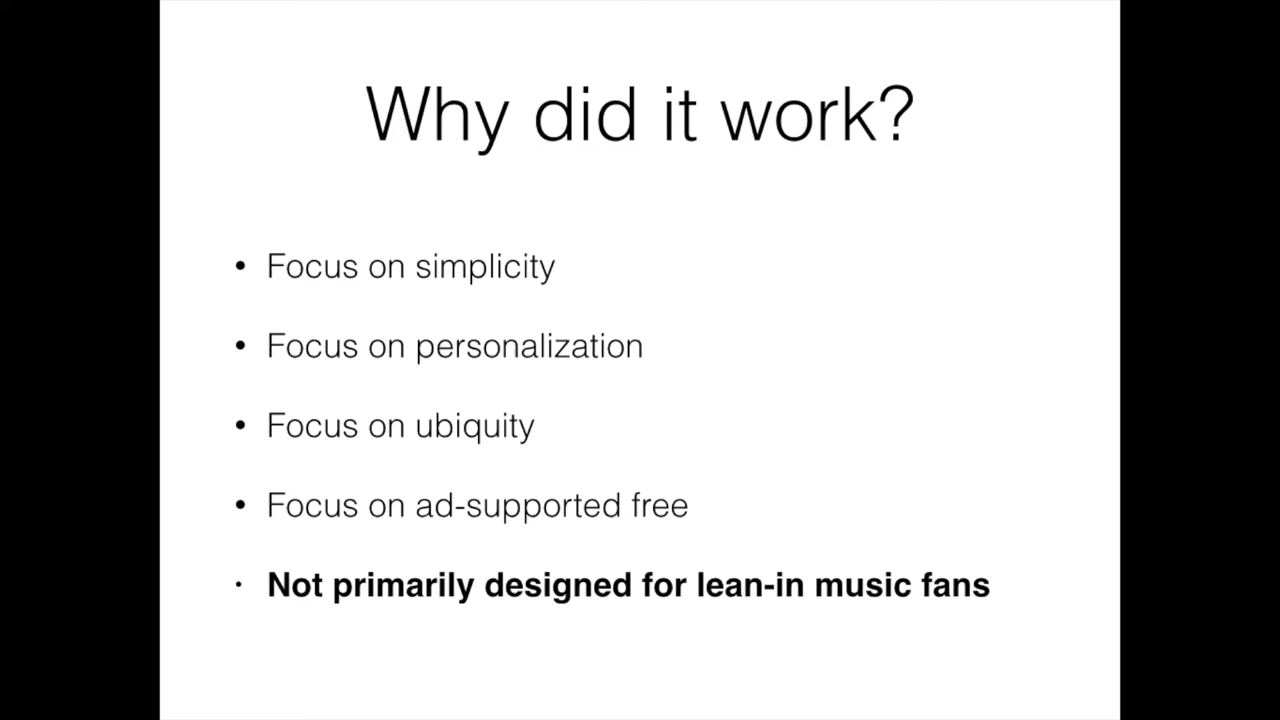 Why did it work?
• Focus on simplicity
• Focus on personalization
• Focus on ubiquity
• Focus on ad-supported free
• Not primarily designed for lean-in music fans